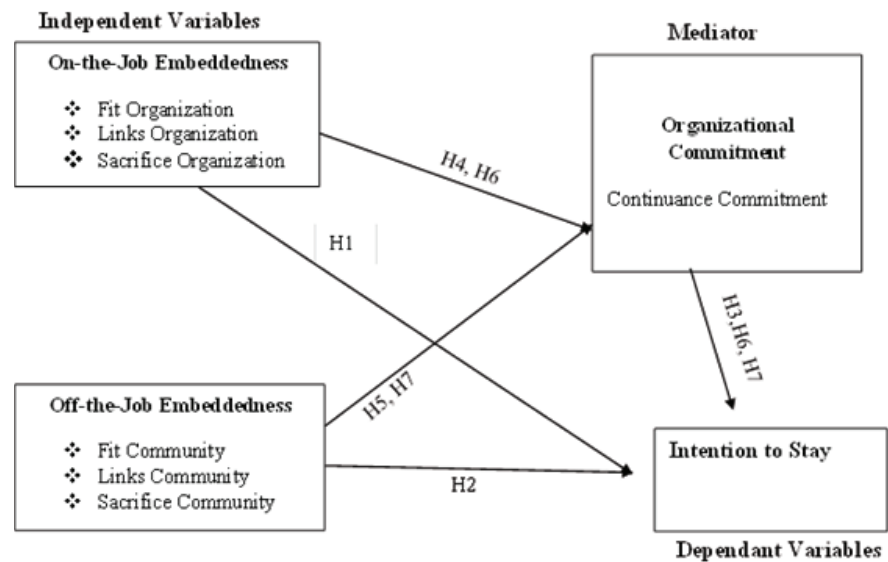 Independent Variables
On-the-Job Embeddedness
❖ Fit Organization
❖ Links Organization
❖ Sacrifice Organization
Mediator
Organizational
Commitment
Continuance Commitment
H4, H6
H1
H3,H6, H7
H5, H7
H2
Off-the-Job Embeddedness
❖ Fit Community
❖ Links Community
❖ Sacrifice Community
Intention to Stay
Dependant Variables